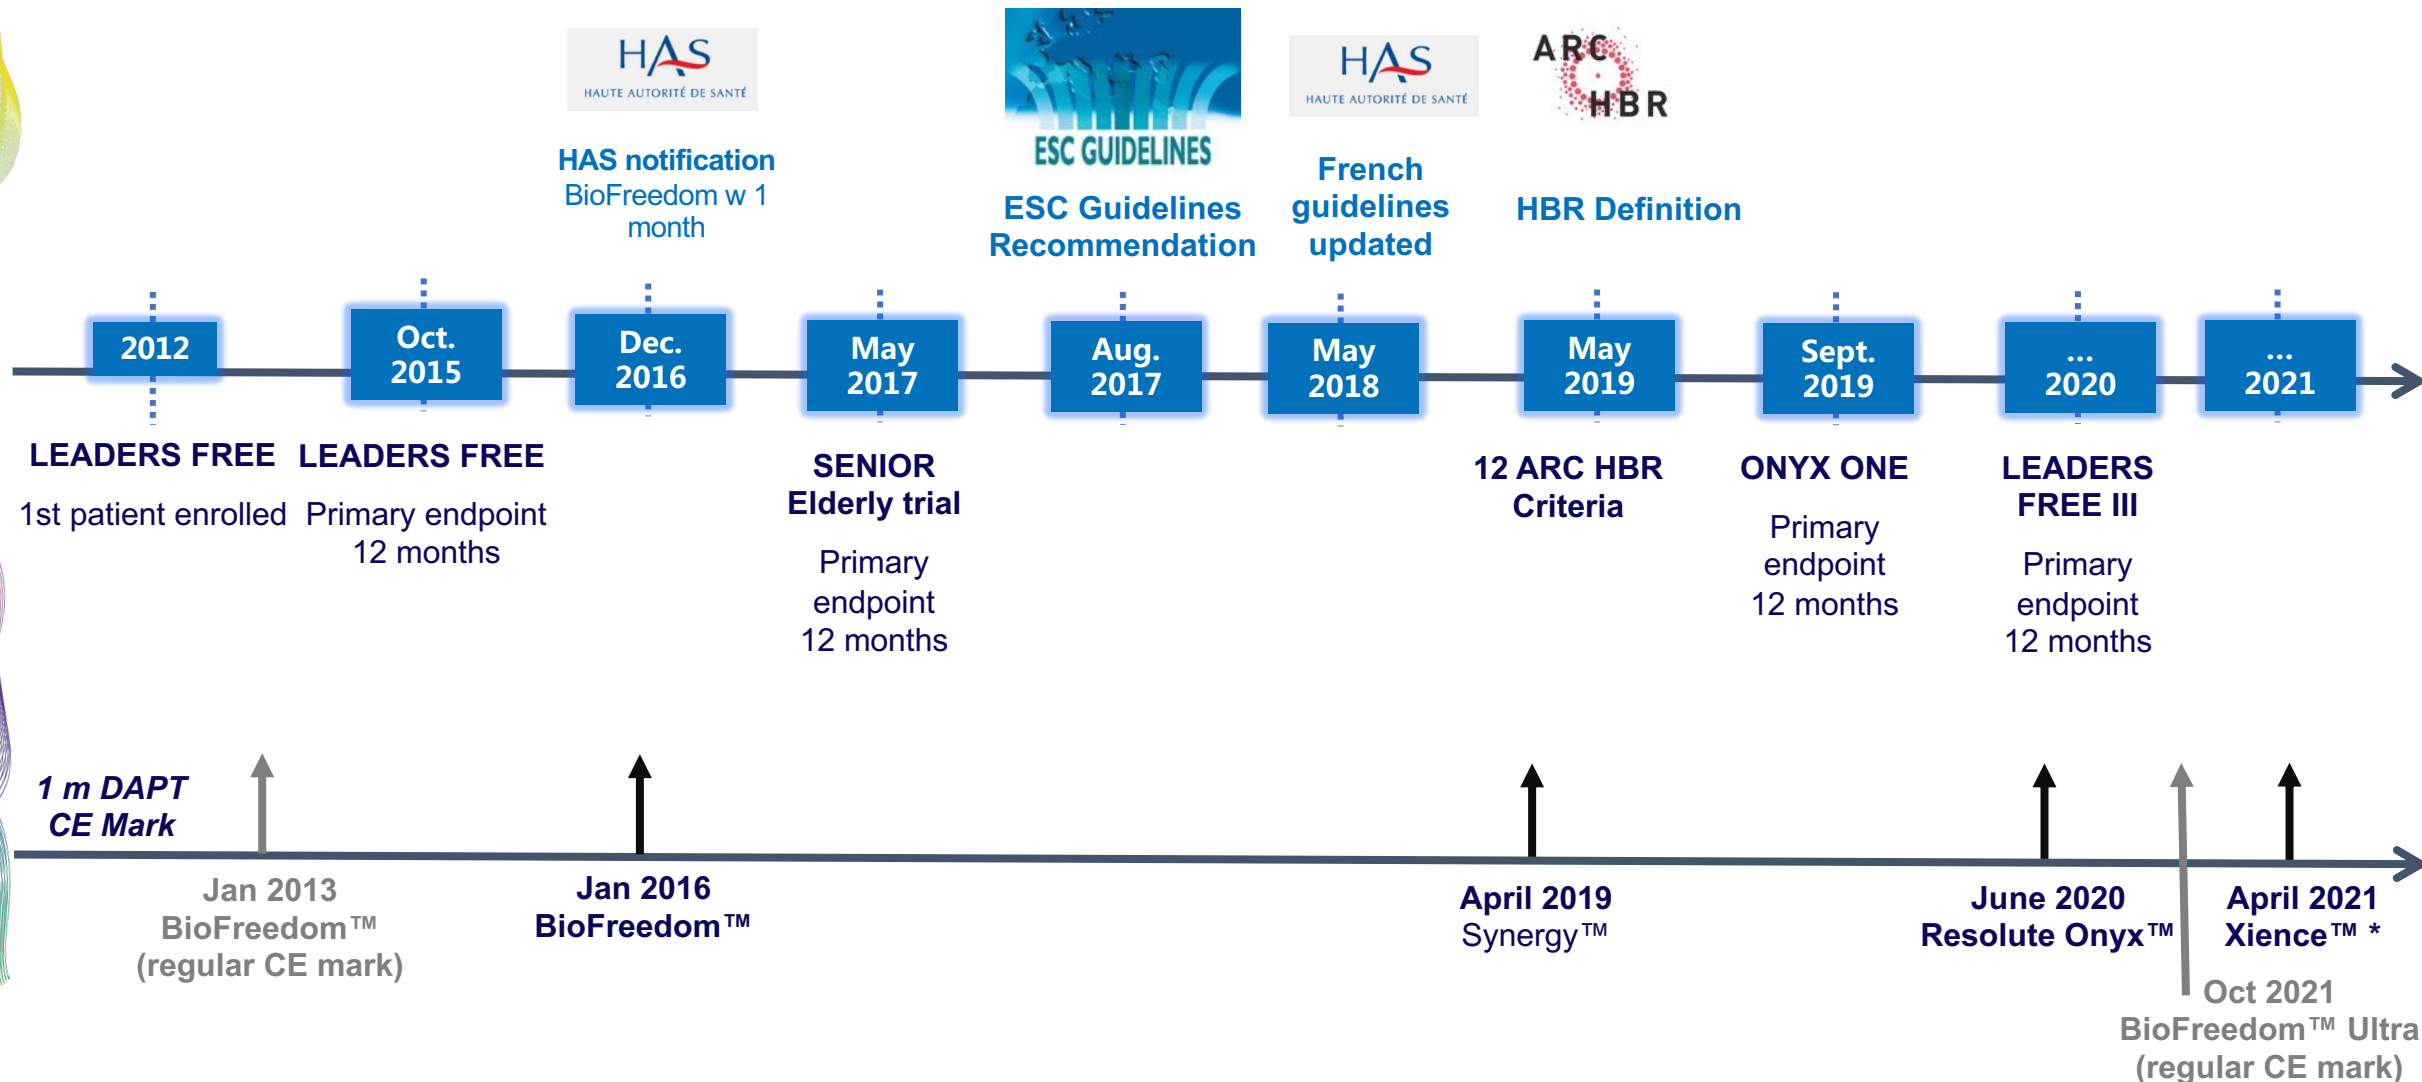 HAS
HAUTE AUTORITÉ DE SANTÉ
HAS notification
BioFreedom w 1
month
ESC GUIDELINES
ESC Guidelines
Recommendation
HAS
HAUTE AUTORITÉ DE SANTÉ
French
guidelines
updated
ARC
HBR
HBR Definition
2012
Oct.
2015
Dec.
2016
May
2017
Aug.
2017
May
2018
May
2019
Sept.
2019
...
2020
...
2021
LEADERS FREE
1st patient enrolled
LEADERS FREE
Primary endpoint
12 months
SENIOR
Elderly trial
Primary
endpoint
12 months
12 ARC HBR
Criteria
ONYX ONE
Primary
endpoint
12 months
LEADERS
FREE III
Primary
endpoint
12 months
1 m DAPT
CE Mark
Jan 2013
BioFreedom™
(regular CE mark)
Jan 2016
BioFreedom™
April 2019
Synergy™
June 2020
Resolute Onyx™
April 2021
Xience™ *
Oct 2021
BioFreedom™ Ultra
(regular CE mark)